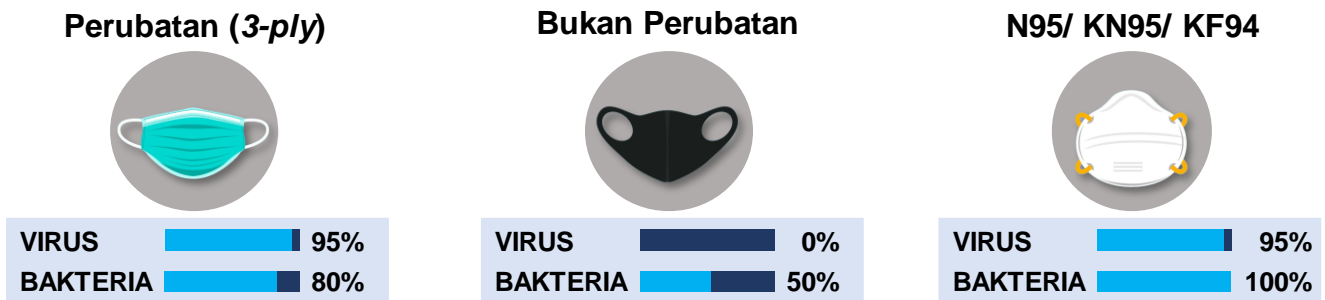 Perubatan (3-ply)
VIRUS 95%
BAKTERIA 80%
Bukan Perubatan
VIRUS 0%
BAKTERIA 50%
N95/ KN95/ KF94
VIRUS 95%
BAKTERIA 100%